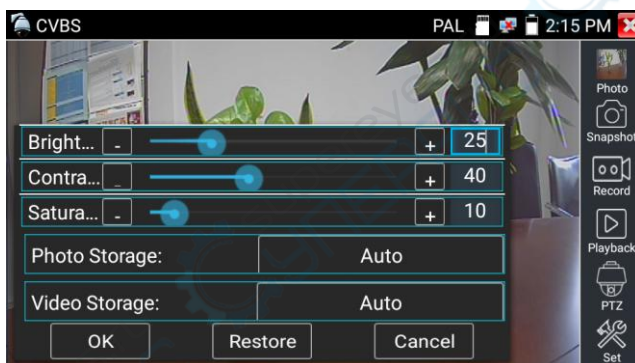 CVBS PAL 2:15 PM
Photo
Snapshot
Bright... - + 25
Record
Contra... - + 40
Satura... - + 10
Playback
Photo Storage: Auto
Video Storage: Auto
PTZ
OK Restore Cancel
Set